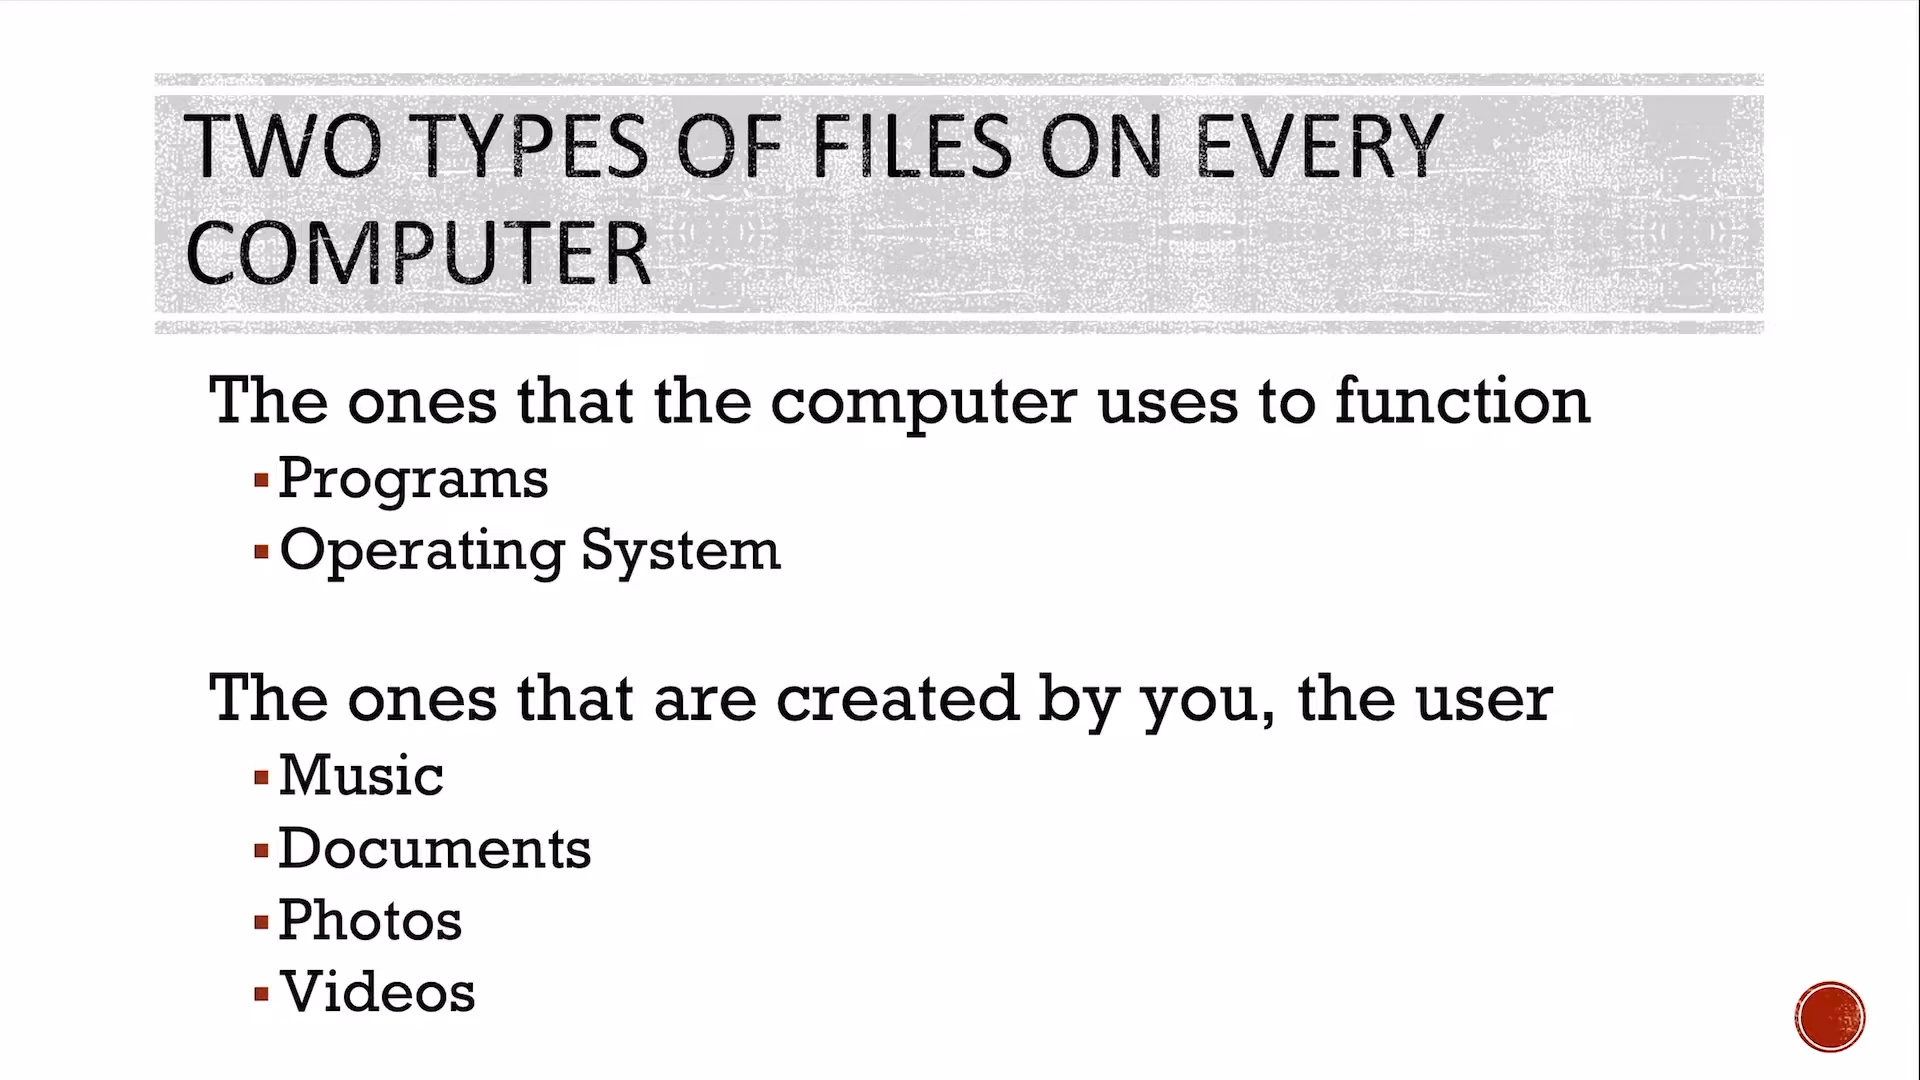 TWO TYPES OF FILES ON EVERY
COMPUTER
The ones that the computer uses to function
▪Programs
▪Operating System
The ones that are created by you, the user
▪Music
▪Documents
▪Photos
▪Videos